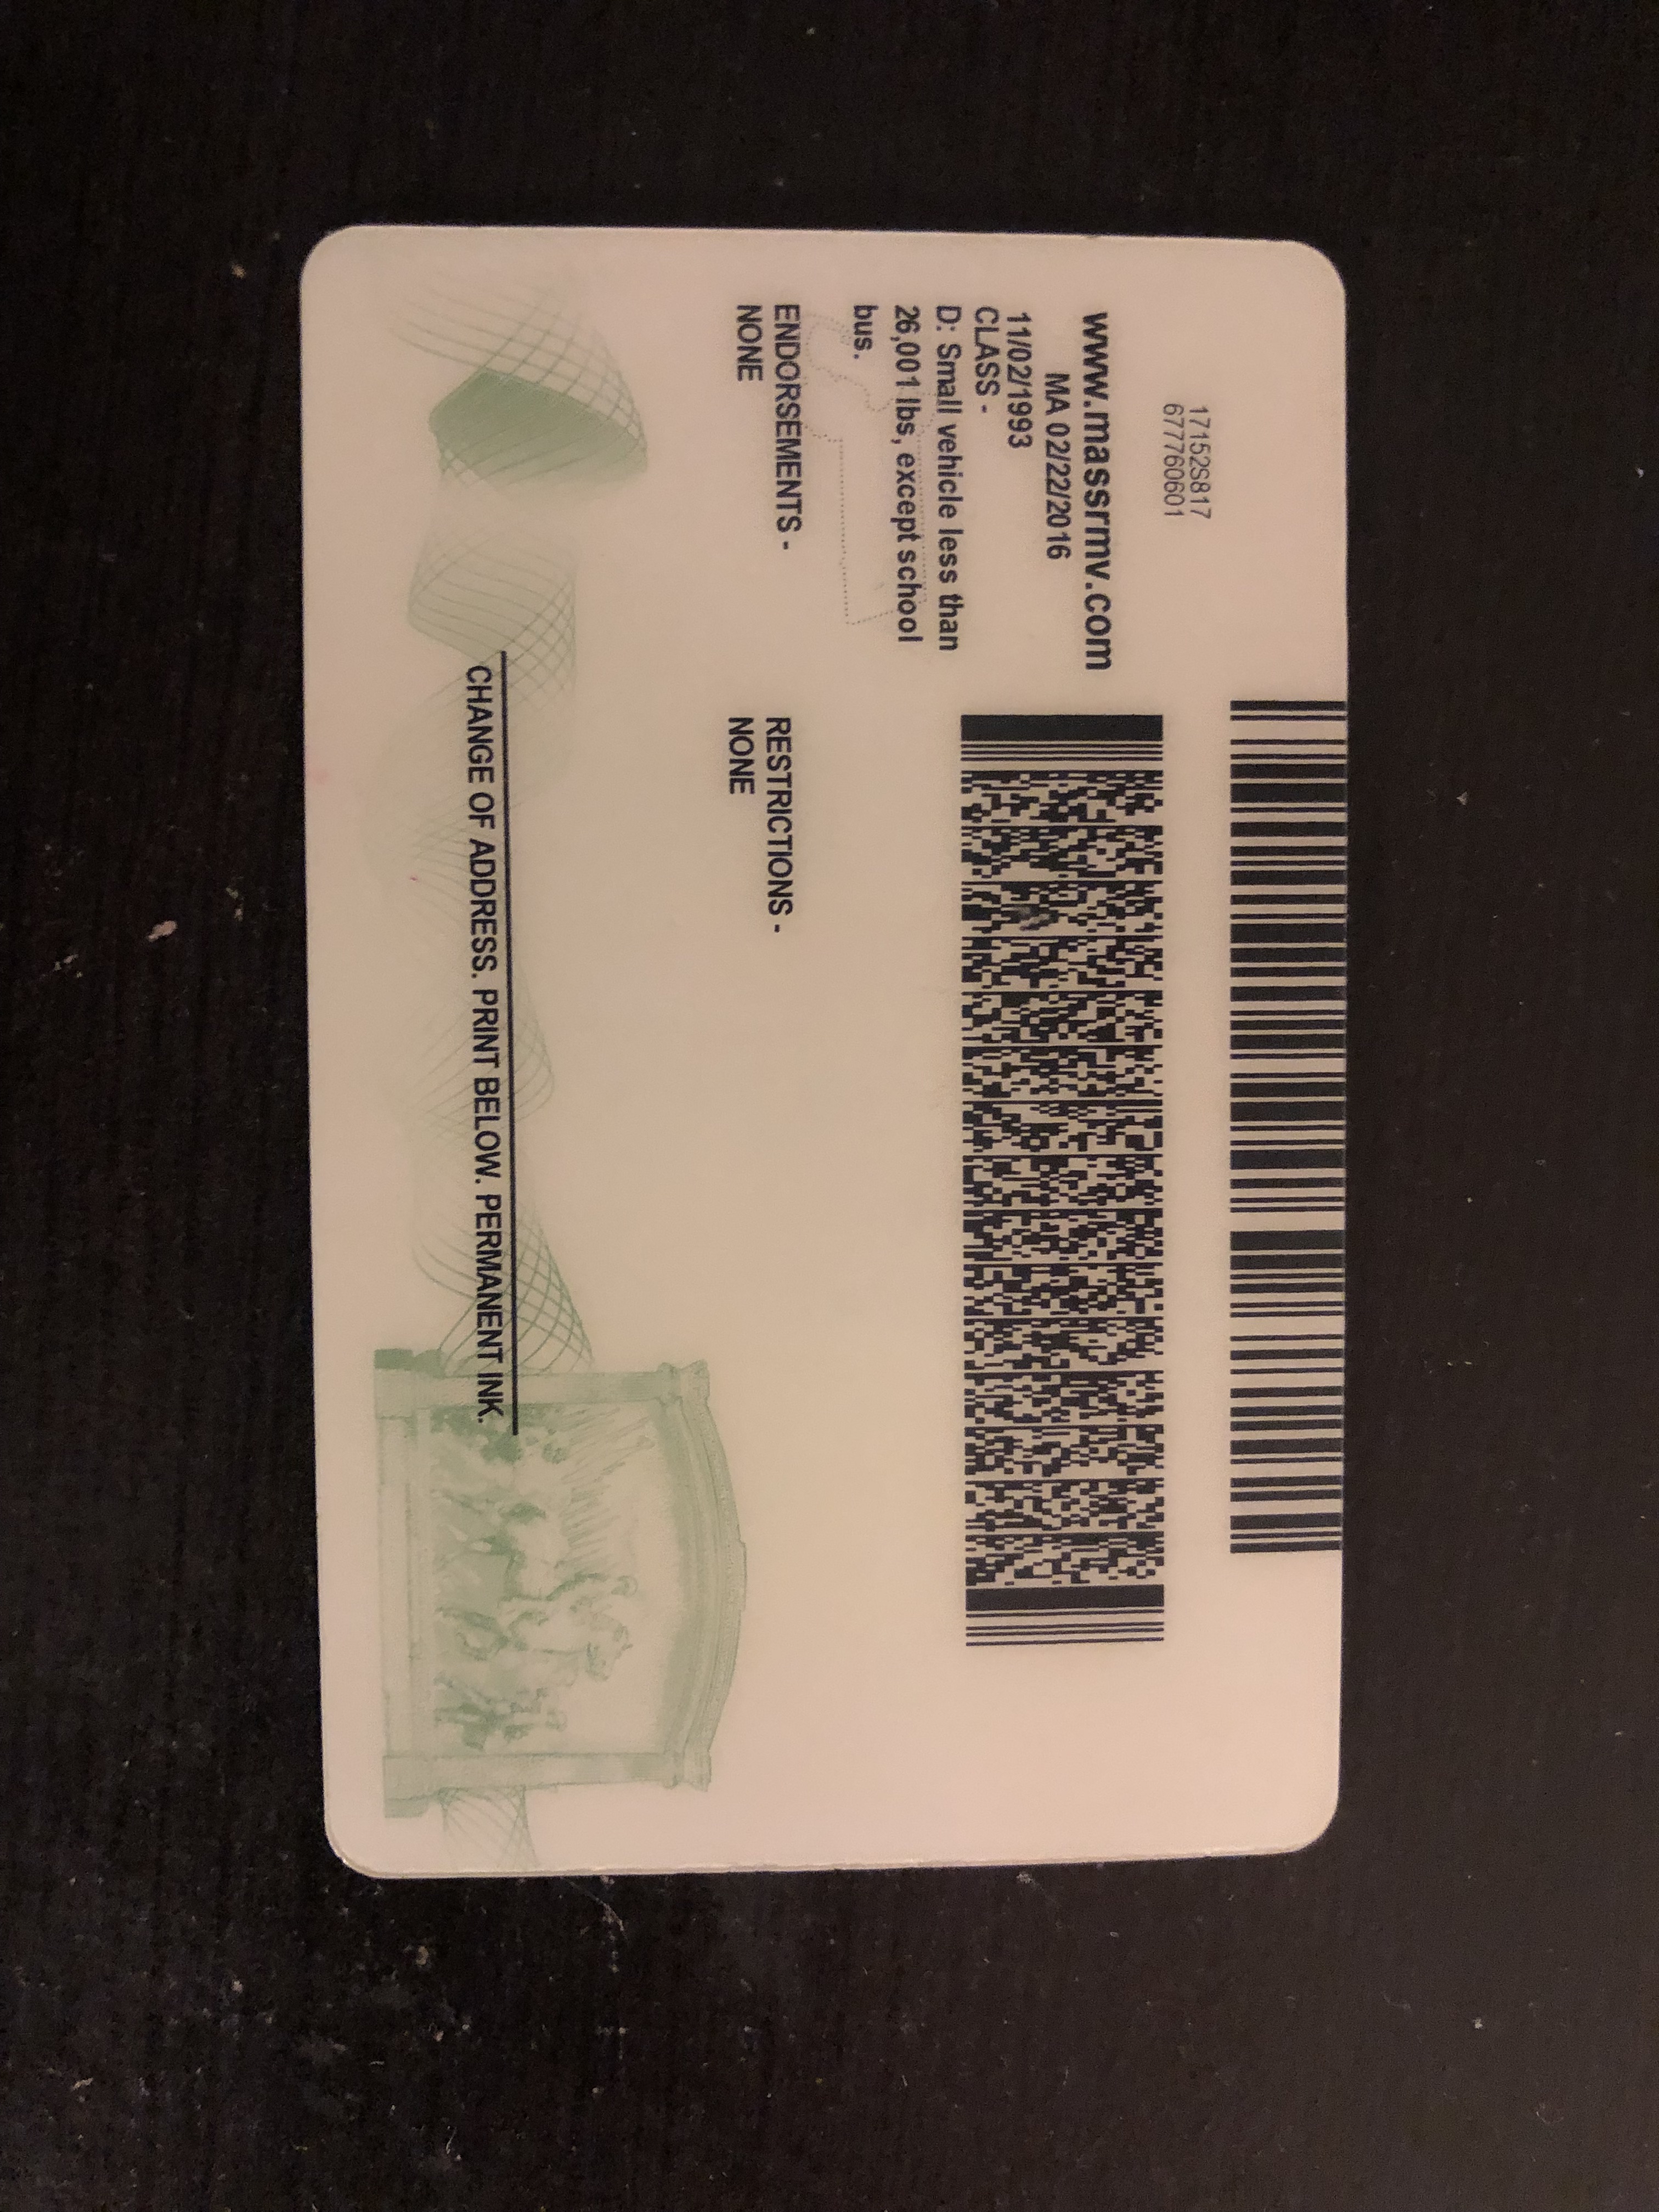 17152S817
677760601
www.massrmv.com
MA 02/22/2016
11/02/1993
CLASS -
D: Small vehicle less than
26,001 lbs, except school
bus.
ENDORSEMENTS -
NONE
RESTRICTIONS -
NONE
CHANGE OF ADDRESS. PRINT BELOW. PERMANENT INK.